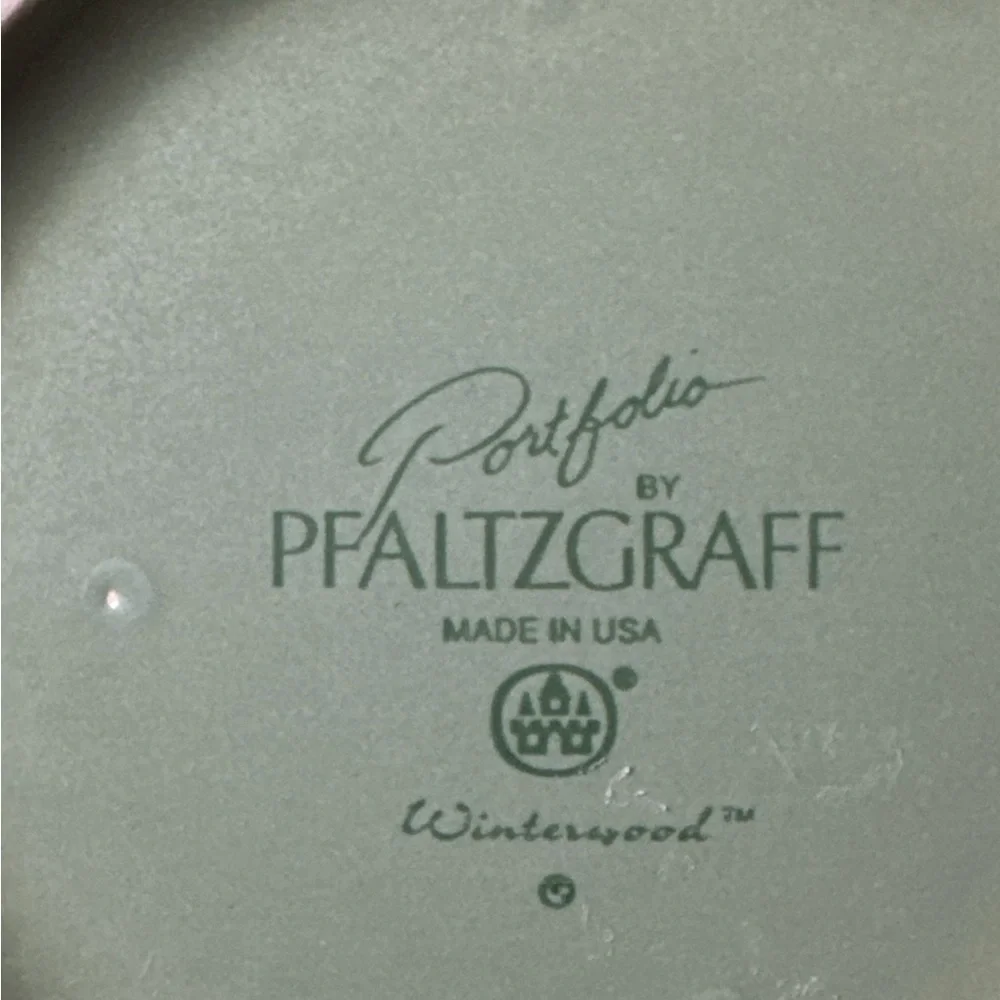 Portfolio
BY
PFALTZGRAFF
MADE IN USA
Winterwood™